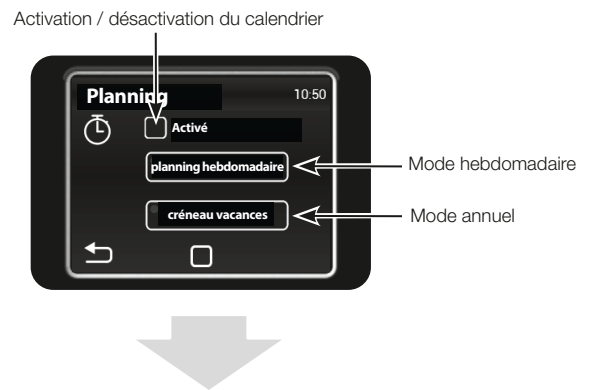 Activation / désactivation du calendrier
Planning
10:50
Activé
planning hebdomadaire
Mode hebdomadaire
créneau vacances
Mode annuel